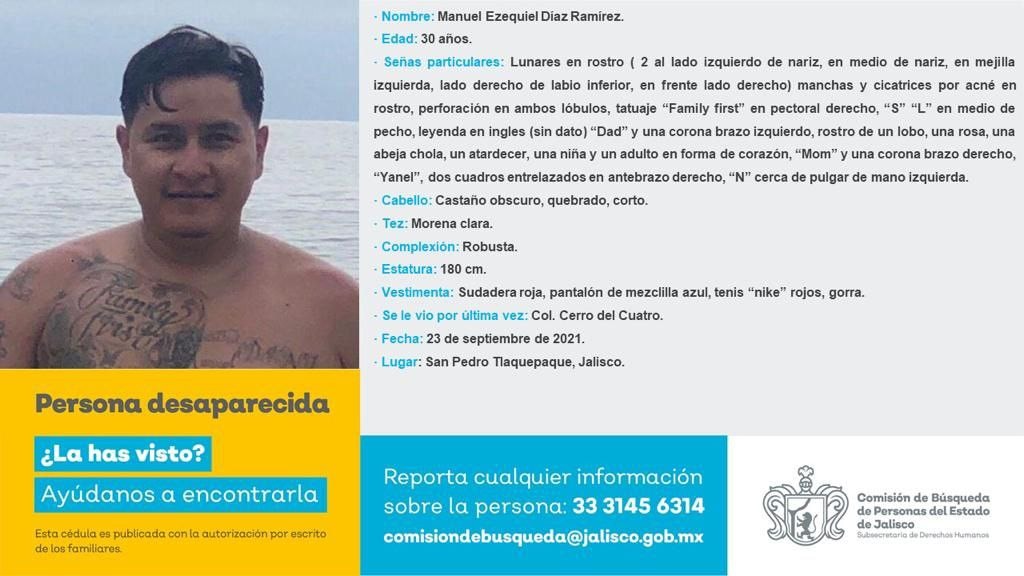 · Nombre: Manuel Ezequiel Díaz Ramírez.
· Edad: 30 años.
· Señas particulares: Lunares en rostro ( 2 al lado izquierdo de nariz, en medio de nariz, en mejilla
izquierda, lado derecho de labio inferior, en frente lado derecho) manchas y cicatrices por acné en
rostro, perforación en ambos lóbulos, tatuaje “Family first” en pectoral derecho, “S” “L” en medio de
pecho, leyenda en ingles (sin dato) “Dad” y una corona brazo izquierdo, rostro de un lobo, una rosa, una
abeja chola, un atardecer, una niña y un adulto en forma de corazón, “Mom” y una corona brazo derecho,
“Yanel”, dos cuadros entrelazados en antebrazo derecho, “N” cerca de pulgar de mano izquierda.
· Cabello: Castaño obscuro, quebrado, corto.
· Tez: Morena clara.
· Complexión: Robusta.
· Estatura: 180 cm.
· Vestimenta: Sudadera roja, pantalón de mezclilla azul, tenis “nike” rojos, gorra.
· Se le vio por última vez: Col. Cerro del Cuatro.
· Fecha: 23 de septiembre de 2021.
· Lugar: San Pedro Tlaquepaque, Jalisco.
Family
First
Persona desaparecida
¿La has visto?
Ayúdanos a encontrarla
Esta cédula es publicada con la autorización por escrito
de los familiares.
Reporta cualquier información
sobre la persona: 33 3145 6314
comisiondebusqueda@jalisco.gob.mx
Comisión de Búsqueda
de Personas del Estado
de Jalisco
Subsecretaría de Derechos Humanos